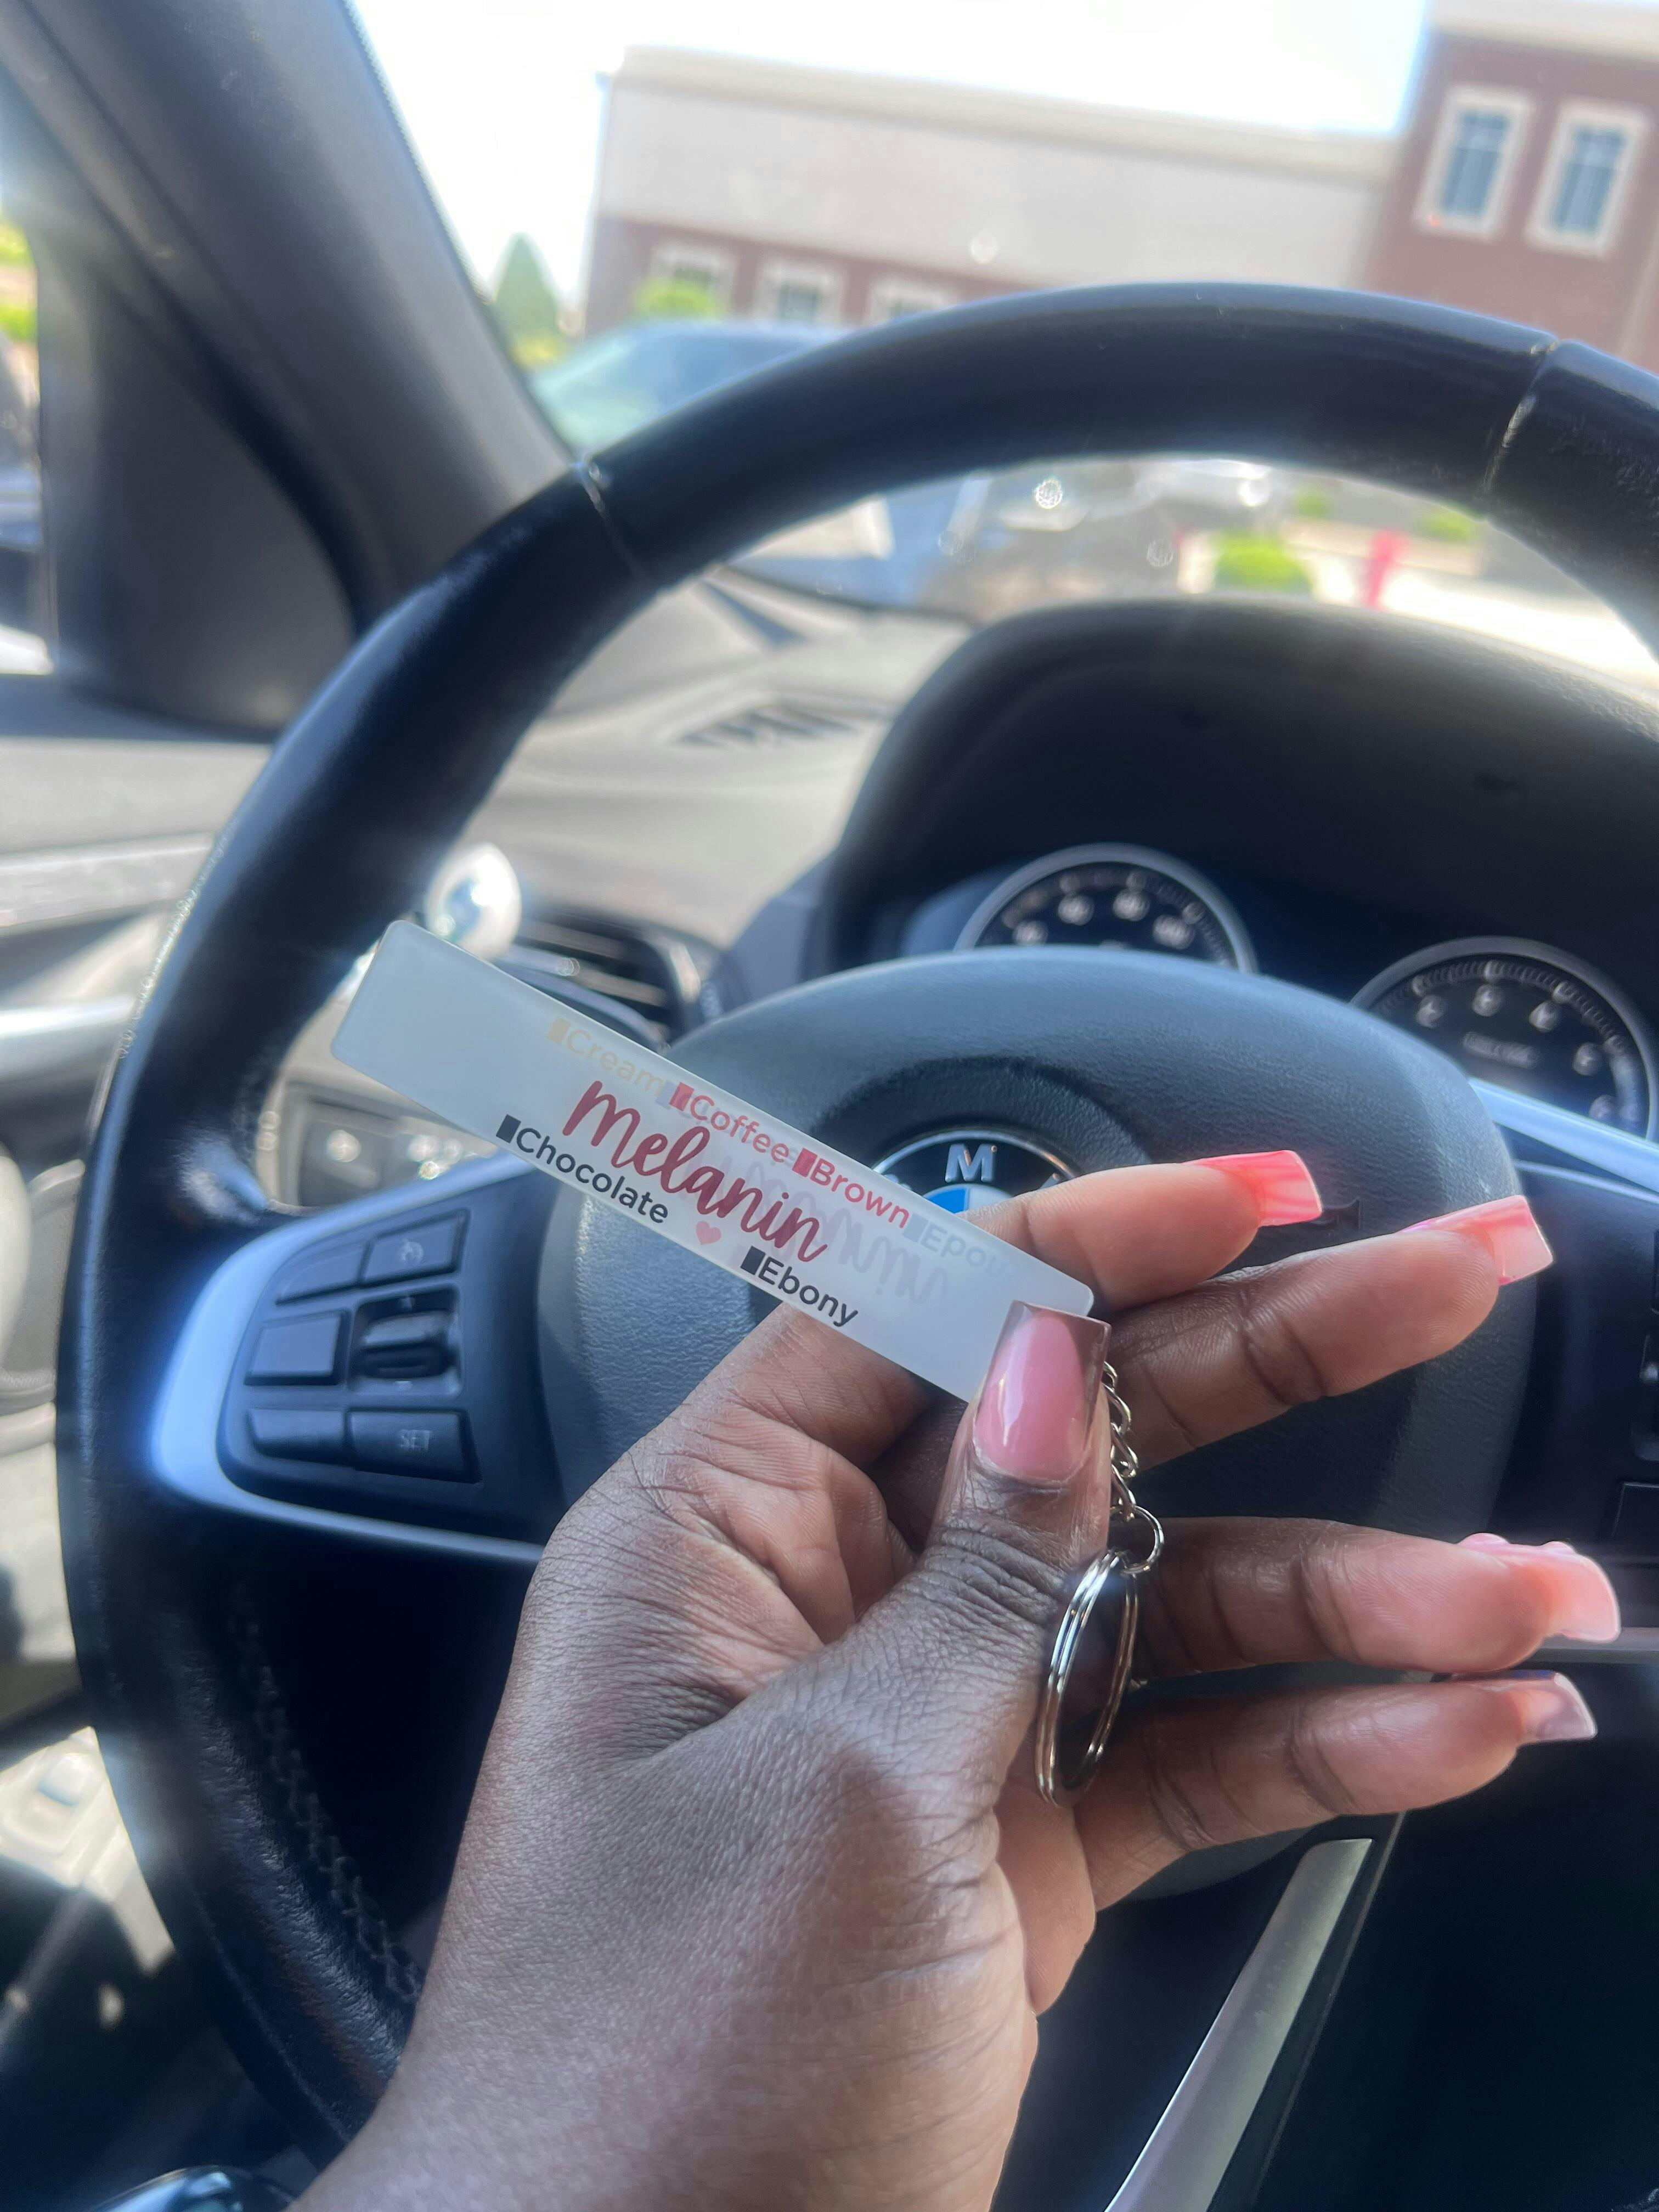 Cream Coffee Brown
Melanin
Chocolate Ebony
M
SET